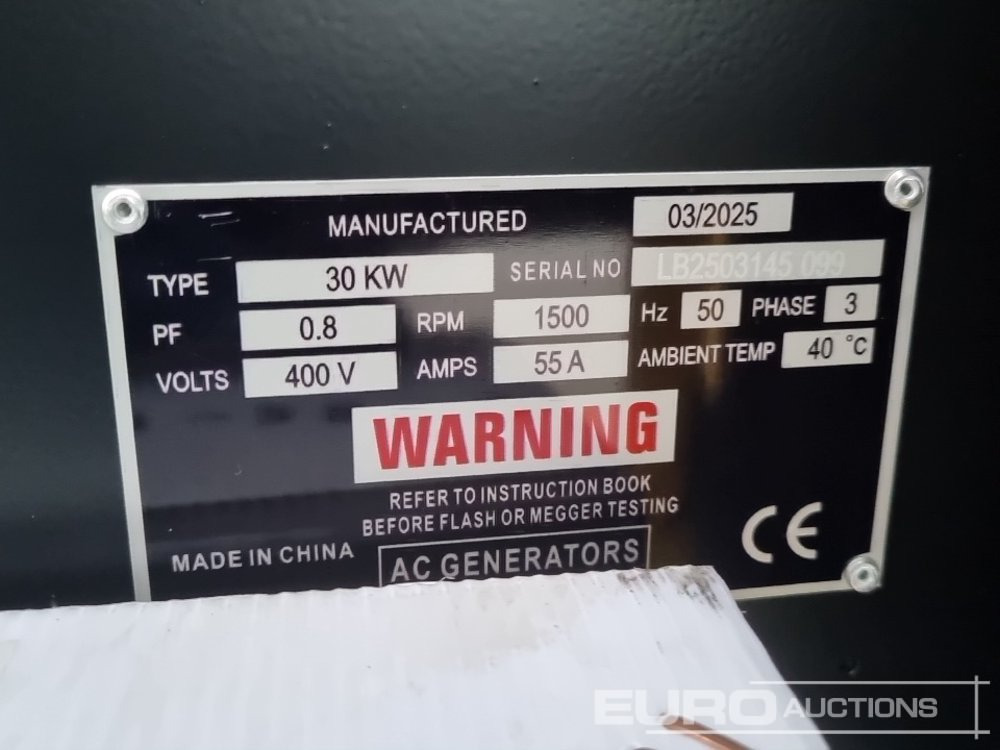 MANUFACTURED 03/2025
TYPE 30 KW SERIAL NO LB2503145 099
PF 0.8 RPM 1500 Hz 50 PHASE 3
VOLTS 400 V AMPS 55 A AMBIENT TEMP 40 °C
WARNING
REFER TO INSTRUCTION BOOK
BEFORE FLASH OR MEGGER TESTING
MADE IN CHINA AC GENERATORS CE
EURO AUCTIONS